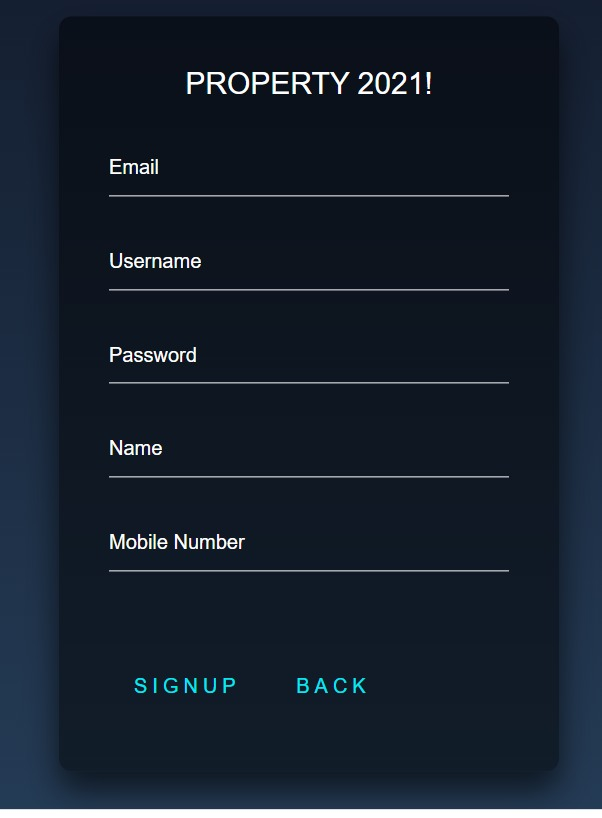 PROPERTY 2021!
Email
Username
Password
Name
Mobile Number
SIGNUP BACK